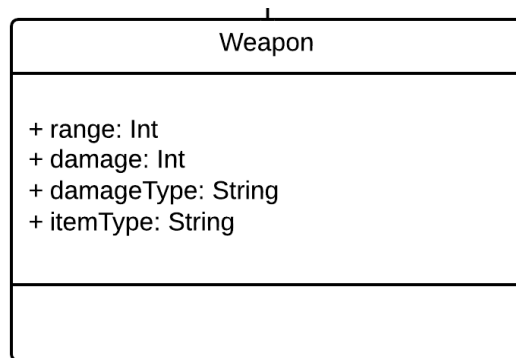 Weapon
+ range: Int
+ damage: Int
+ damageType: String
+ itemType: String